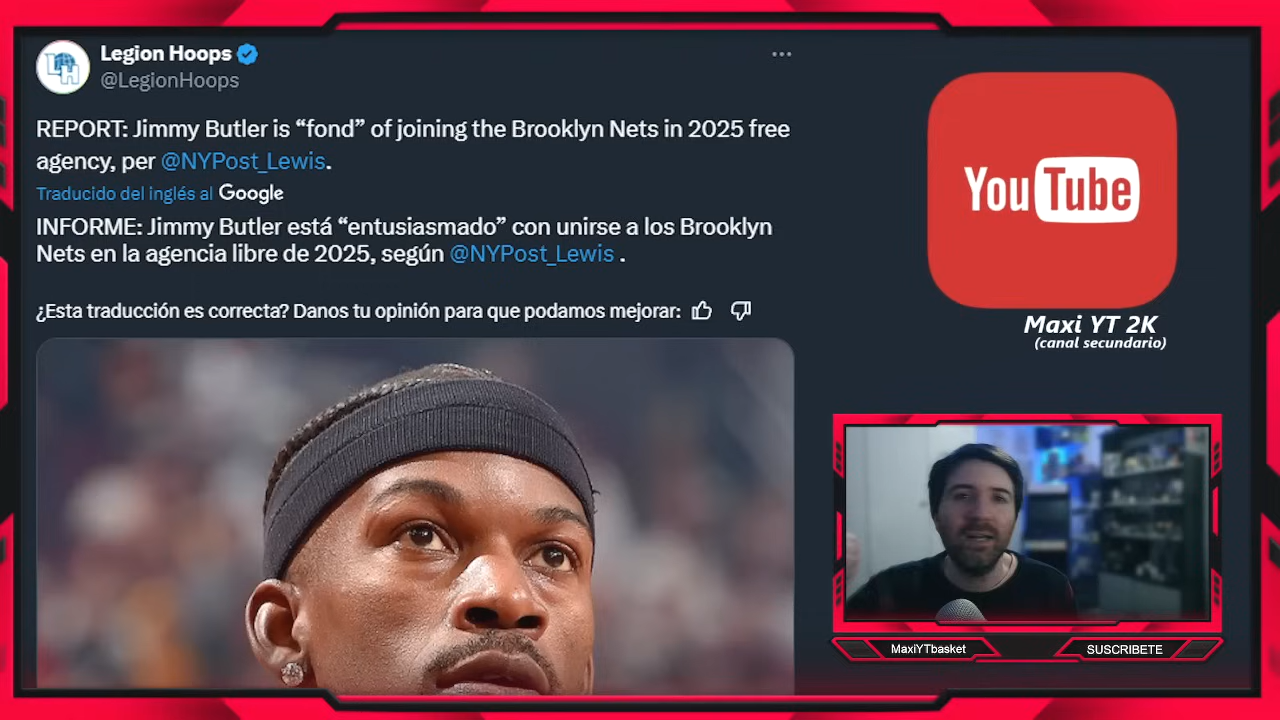 Legion Hoops
@LegionHoops
REPORT: Jimmy Butler is “fond” of joining the Brooklyn Nets in 2025 free
agency, per @NYPost_Lewis.
Traducido del inglés al Google
INFORME: Jimmy Butler está “entusiasmado” con unirse a los Brooklyn
Nets en la agencia libre de 2025, según @NYPost_Lewis .
¿Esta traducción es correcta? Danos tu opinión para que podamos mejorar:
YouTube
Maxi YT 2K
(canal secundario)
MaxiYTbasket
SUSCRIBETE